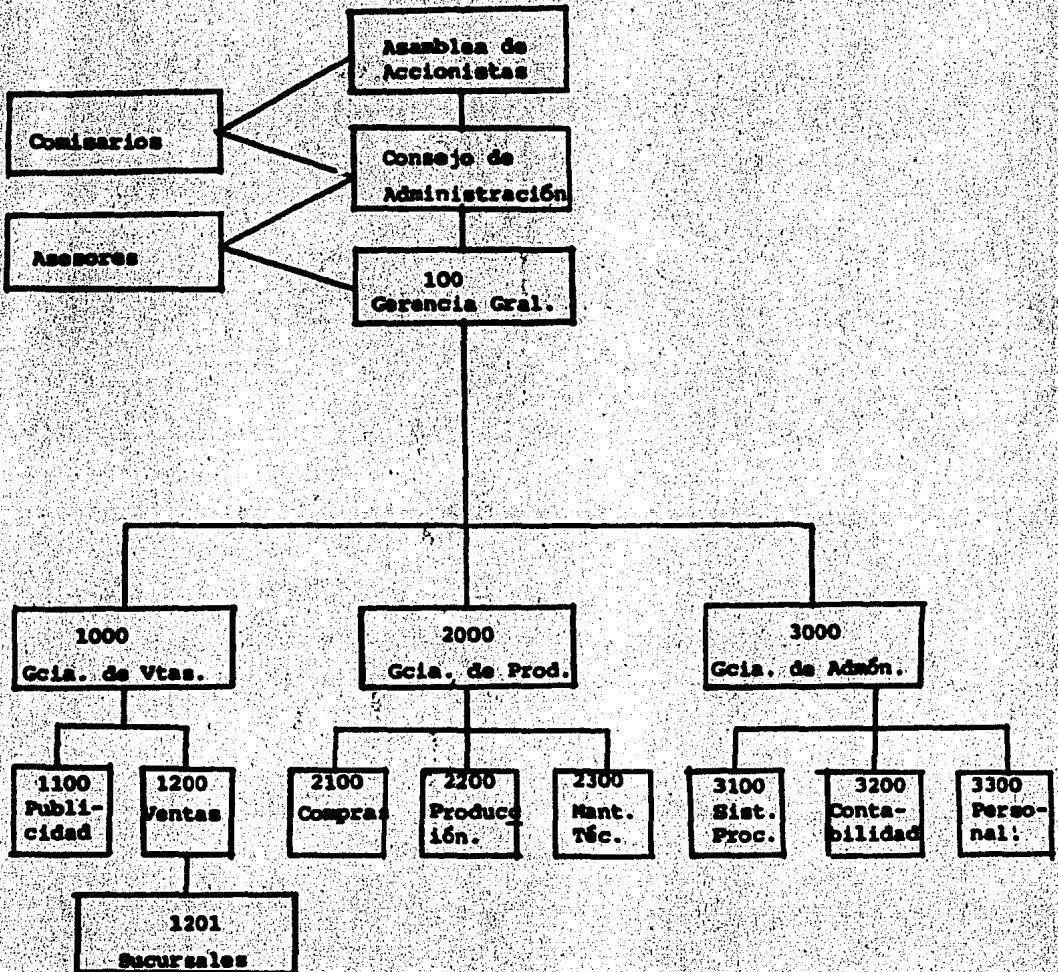 Asamblea de
Accionistas
Comisarios
Consejo de
Administración
Asesores
100
Gerencia Gral.
1000
Gcia. de Vtas.
2000
Gcia. de Prod.
3000
Gcia. de Admón.
1100
Publi-
cidad
1200
Ventas
2100
Compras
2200
Producc
ión.
2300
Mant.
Téc.
3100
Sist.
Proc.
3200
Conta-
bilidad
3300
Perso-
nal.
1201
Sucursales